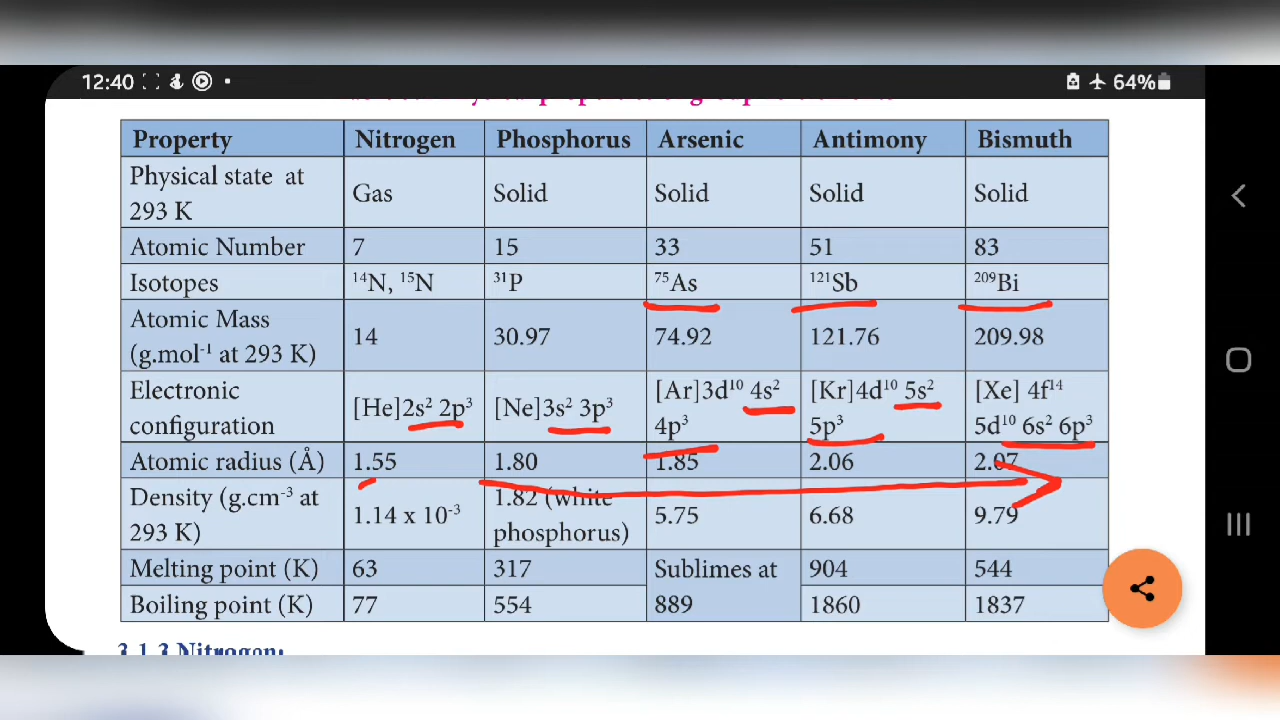 12:40
64%
Property Nitrogen Phosphorus Arsenic Antimony Bismuth
Physical state at 293 K Gas Solid Solid Solid Solid
Atomic Number 7 15 33 51 83
Isotopes ¹⁴N, ¹⁵N ³¹P ⁷⁵As ¹²¹Sb ²⁰⁹Bi
Atomic Mass (g.mol⁻¹ at 293 K) 14 30.97 74.92 121.76 209.98
Electronic configuration [He]2s² 2p³ [Ne]3s² 3p³ [Ar]3d¹⁰ 4s² 4p³ [Kr]4d¹⁰ 5s² 5p³ [Xe] 4f¹⁴ 5d¹⁰ 6s² 6p³
Atomic radius (Å) 1.55 1.80 1.85 2.06 2.07
Density (g.cm⁻³ at 293 K) 1.14 x 10⁻³ 1.82 (white phosphorus) 5.75 6.68 9.79
Melting point (K) 63 317 Sublimes at 889 904 544
Boiling point (K) 77 554 1860 1837
3.1.3 Nitrogen: